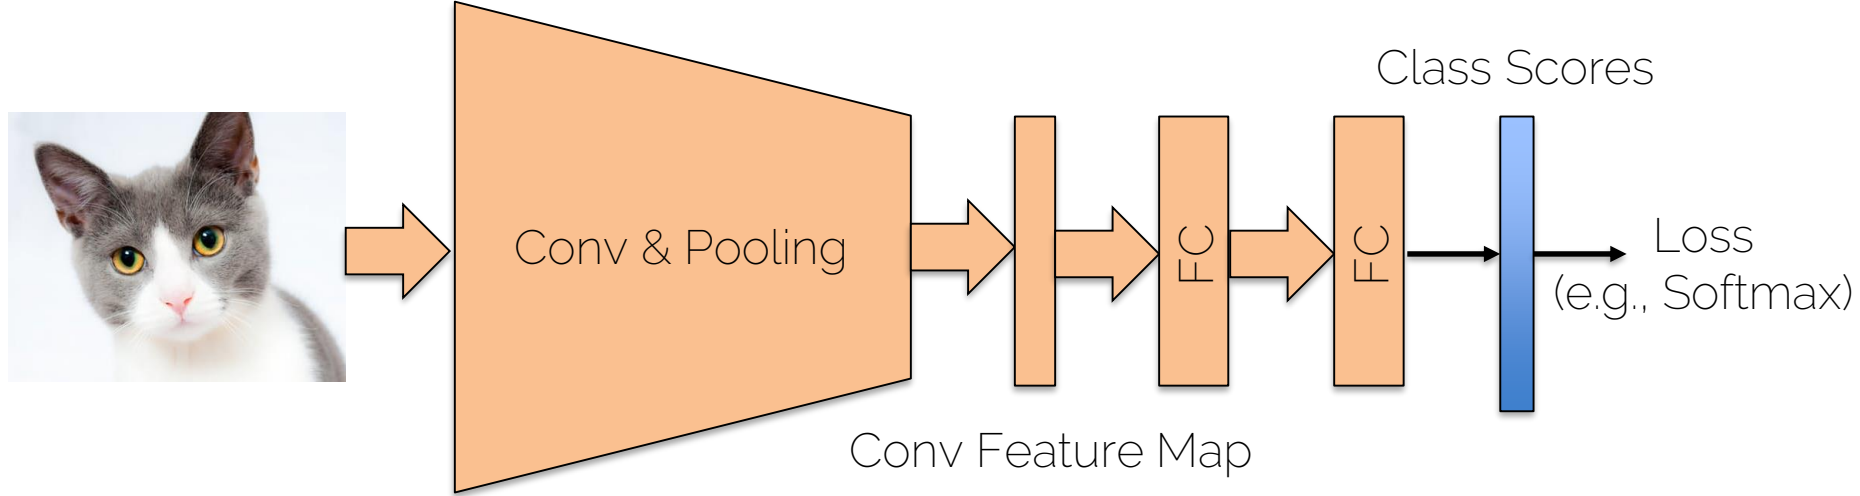 Class Scores
Conv & Pooling
FC
FC
Loss
(e.g., Softmax)
Conv Feature Map